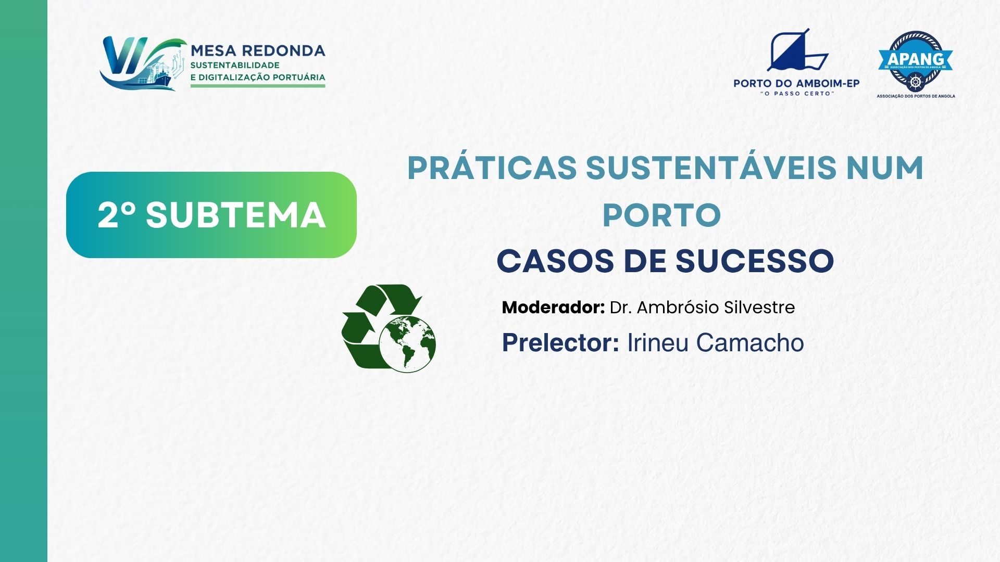 VI
MESA REDONDA
SUSTENTABILIDADE
E DIGITALIZAÇÃO PORTUÁRIA
PORTO DO AMBOIM-EP
"O PASSO CERTO"
APANG
ASSOCIAÇÃO DOS PORTOS DE ANGOLA
ASSOCIAÇÃO DOS PORTOS DE ANGOLA
2º SUBTEMA
PRÁTICAS SUSTENTÁVEIS NUM
PORTO
CASOS DE SUCESSO
Moderador: Dr. Ambrósio Silvestre
Prelector: Irineu Camacho